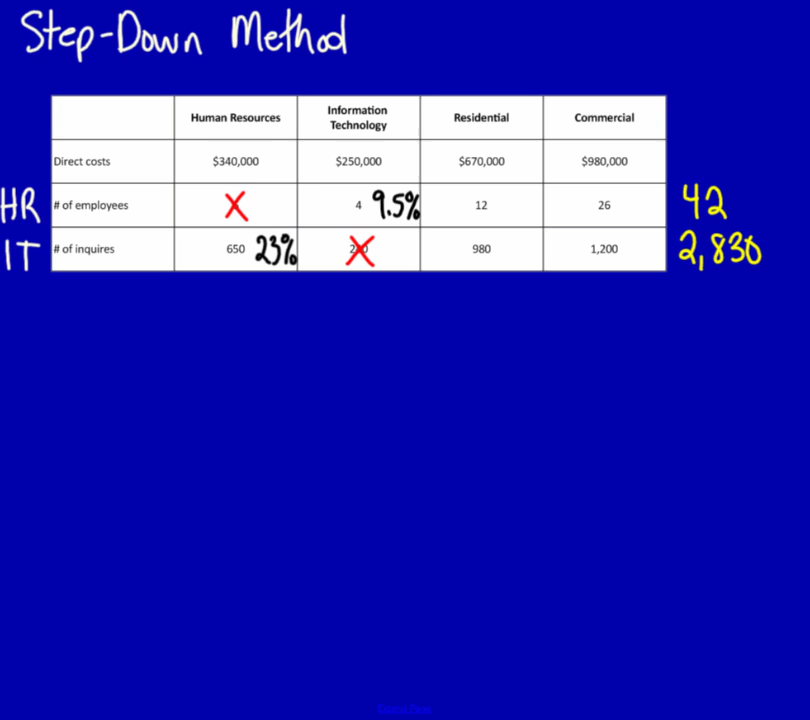 Step-Down Method
Human Resources Information Technology Residential Commercial
Direct costs $340,000 $250,000 $670,000 $980,000
HR # of employees X 4 9.5% 12 26 42
IT # of inquires 650 23% X 980 1,200 2,830